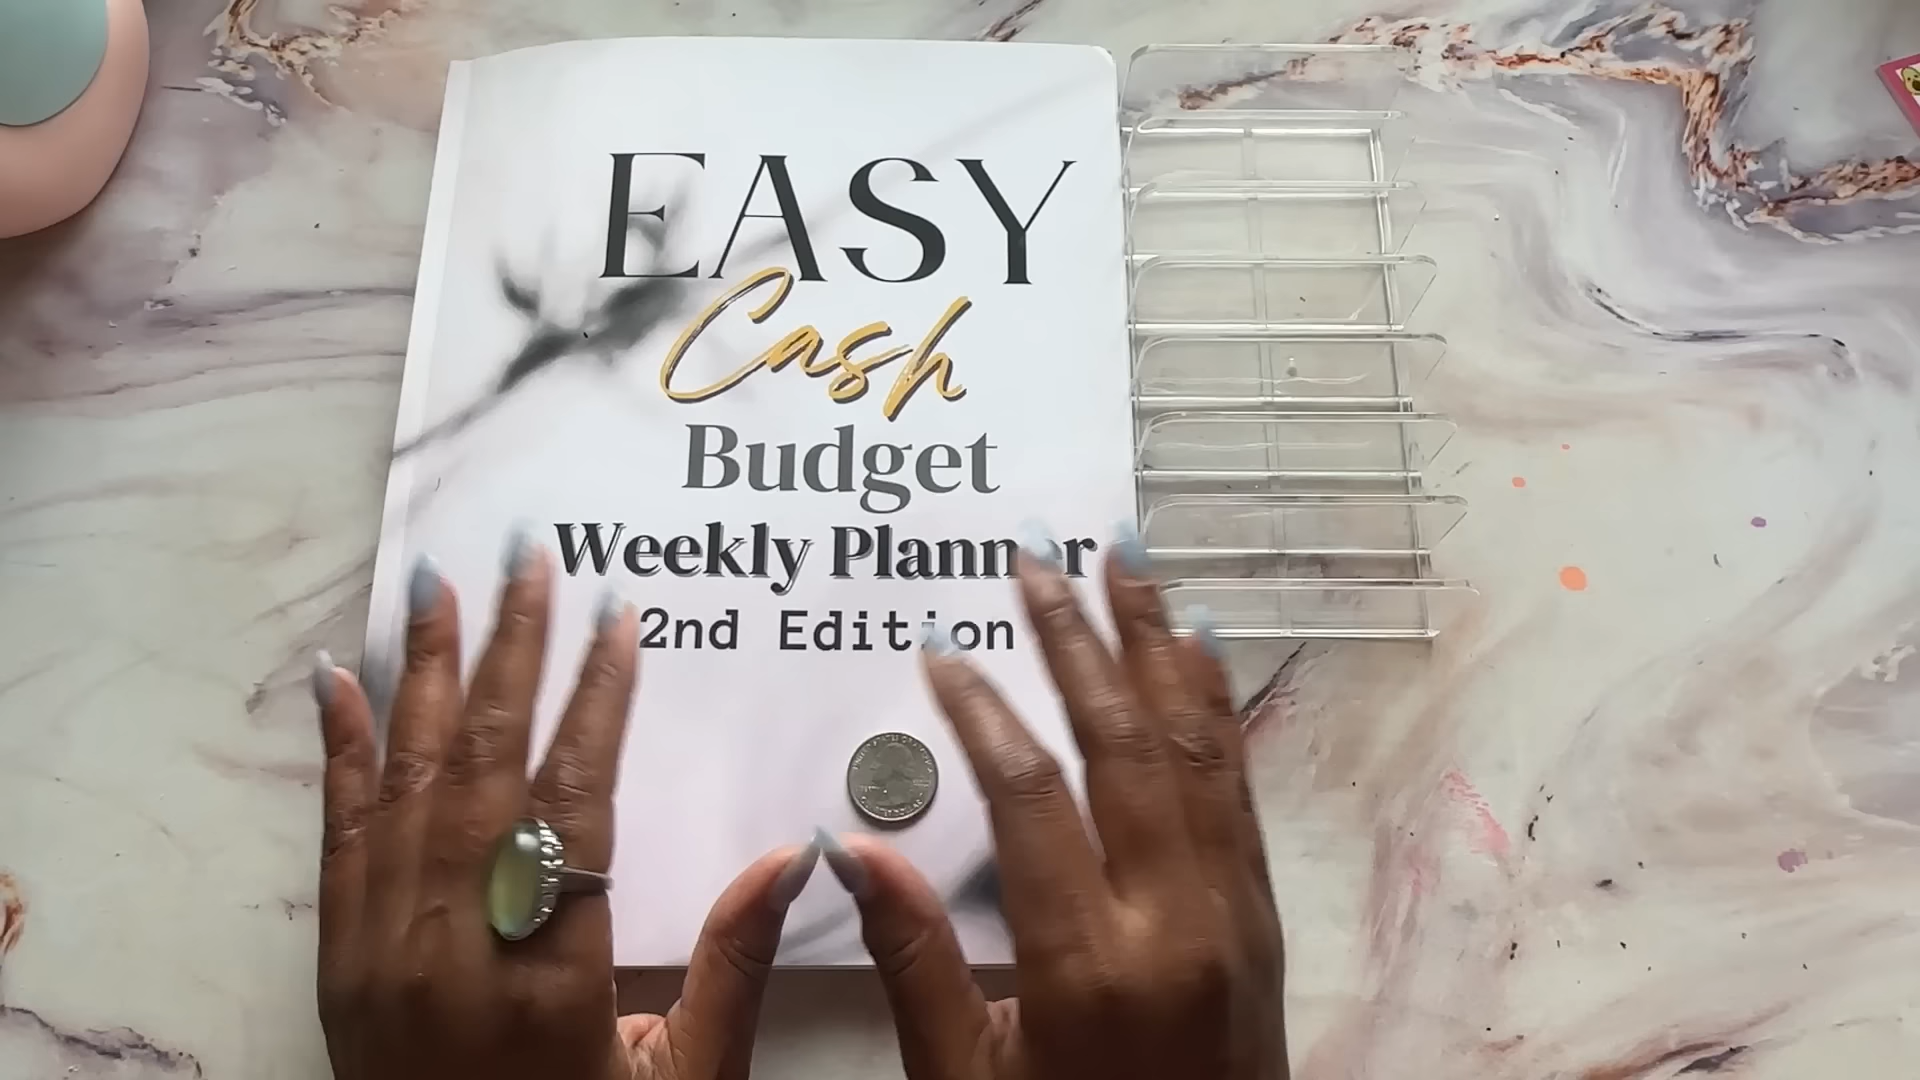 EASY
Cash
Budget
Weekly Planner
2nd Edition